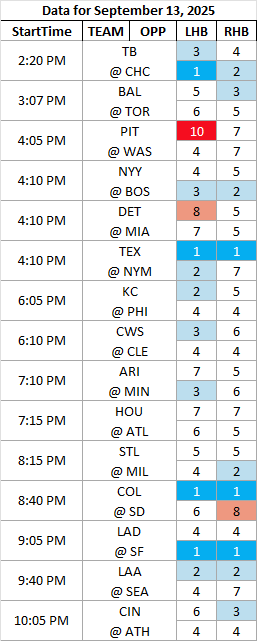 Data for September 13, 2025
StartTime TEAM OPP LHB RHB
2:20 PM TB 3 4
@ CHC 1 2
3:07 PM BAL 5 3
@ TOR 6 5
4:05 PM PIT 10 7
@ WAS 4 7
4:10 PM NYY 4 5
@ BOS 3 2
4:10 PM DET 8 5
@ MIA 7 5
4:10 PM TEX 1 1
@ NYM 2 7
6:05 PM KC 2 5
@ PHI 4 4
6:10 PM CWS 3 6
@ CLE 4 4
7:10 PM ARI 7 5
@ MIN 3 6
7:15 PM HOU 7 7
@ ATL 6 5
8:15 PM STL 5 5
@ MIL 4 2
8:40 PM COL 1 1
@ SD 6 8
9:05 PM LAD 4 4
@ SF 1 1
9:40 PM LAA 2 2
@ SEA 4 7
10:05 PM CIN 6 3
@ ATH 4 4